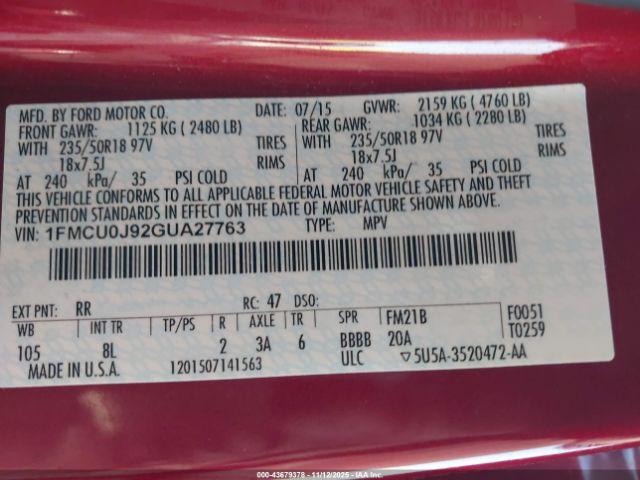 MFD. BY FORD MOTOR CO. DATE: 07/15 GVWR: 2159 KG ( 4760 LB)
FRONT GAWR: 1125 KG ( 2480 LB) REAR GAWR: 1034 KG ( 2280 LB)
WITH 235/50R18 97V TIRES WITH 235/50R18 97V TIRES
18x7.5J RIMS 18x7.5J RIMS
AT 240 kPa/ 35 PSI COLD AT 240 kPa/ 35 PSI COLD
THIS VEHICLE CONFORMS TO ALL APPLICABLE FEDERAL MOTOR VEHICLE SAFETY AND THEFT
PREVENTION STANDARDS IN EFFECT ON THE DATE OF MANUFACTURE SHOWN ABOVE.
VIN: 1FMCU0J92GUA27763 TYPE: MPV
EXT PNT: RR RC: 47 DSO:
WB INT TR TP/PS R AXLE TR SPR FM21B F0051
105 8L 2 3A 6 BBBB 20A T0259
MADE IN U.S.A. 1201507141563 ULC ▽5U5A-3520472-AA
© 43679378 - 11/12/2025 - IAA Inc.